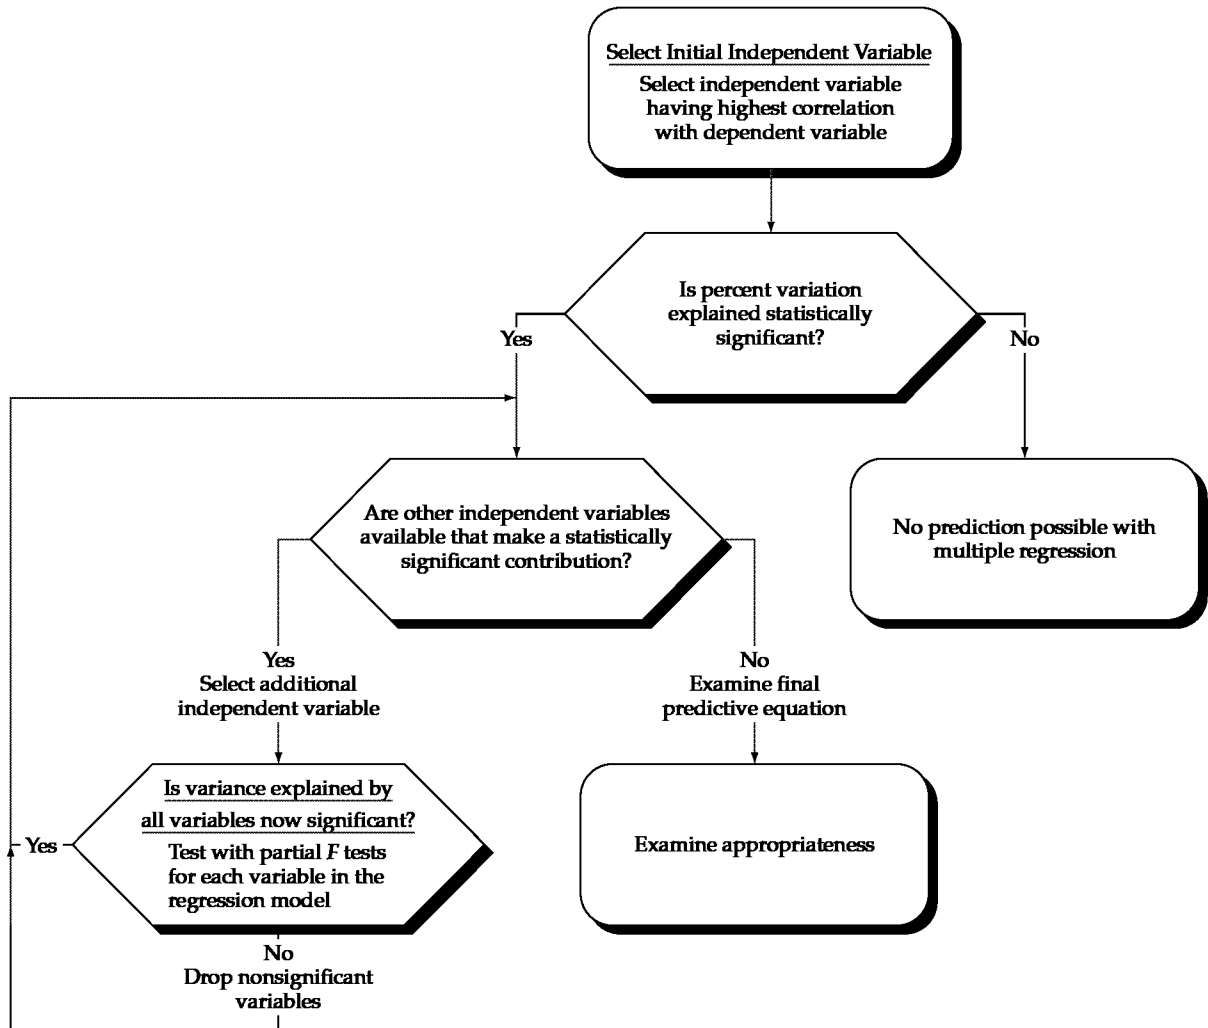 Select Initial Independent Variable
Select independent variable
having highest correlation
with dependent variable
Is percent variation
explained statistically
significant?
Yes
No
Are other independent variables
available that make a statistically
significant contribution?
No prediction possible with
multiple regression
Yes
Select additional
independent variable
No
Examine final
predictive equation
Is variance explained by
all variables now significant?
Test with partial F tests
for each variable in the
regression model
Yes
Examine appropriateness
No
Drop nonsignificant
variables